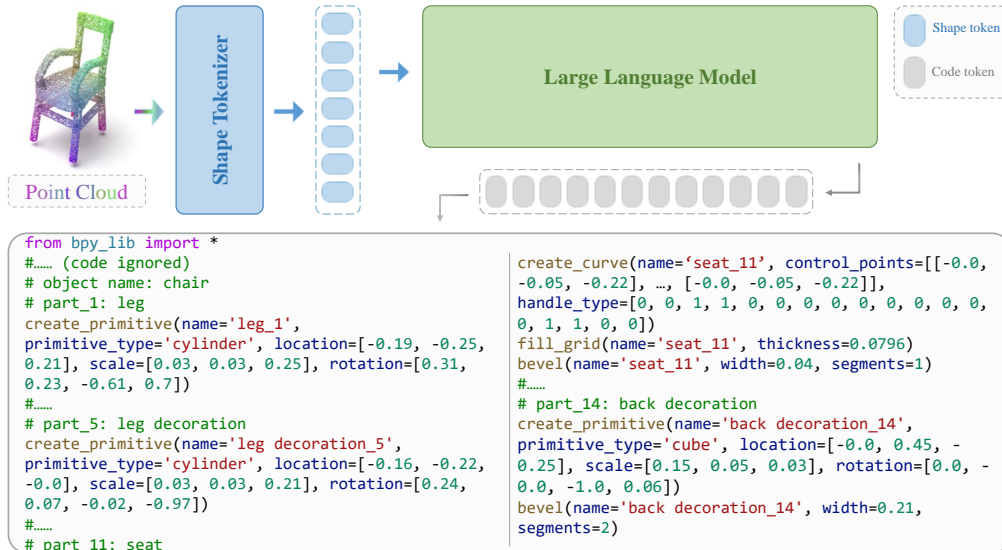 Point Cloud
Shape Tokenizer
Large Language Model
Shape token
Code token
from bpy_lib import *
#…… (code ignored)
# object name: chair
# part_1: leg
create_primitive(name='leg_1',
primitive_type='cylinder', location=[-0.19, -0.25,
0.21], scale=[0.03, 0.03, 0.25], rotation=[0.31,
0.23, -0.61, 0.7])
#……
# part_5: leg decoration
create_primitive(name='leg decoration_5',
primitive_type='cylinder', location=[-0.16, -0.22,
-0.0], scale=[0.03, 0.03, 0.21], rotation=[0.24,
0.07, -0.02, -0.97])
#……
# part_11: seat
create_curve(name=‘seat_11’, control_points=[[-0.0,
-0.05, -0.22], …, [-0.0, -0.05, -0.22]],
handle_type=[0, 0, 1, 1, 0, 0, 0, 0, 0, 0, 0, 0,
0, 1, 1, 0, 0])
fill_grid(name='seat_11', thickness=0.0796)
bevel(name='seat_11', width=0.04, segments=1)
#……
# part_14: back decoration
create_primitive(name='back decoration_14',
primitive_type='cube', location=[-0.0, 0.45, -
0.25], scale=[0.15, 0.05, 0.03], rotation=[0.0, -
0.0, -1.0, 0.06])
bevel(name='back decoration_14', width=0.21,
segments=2)